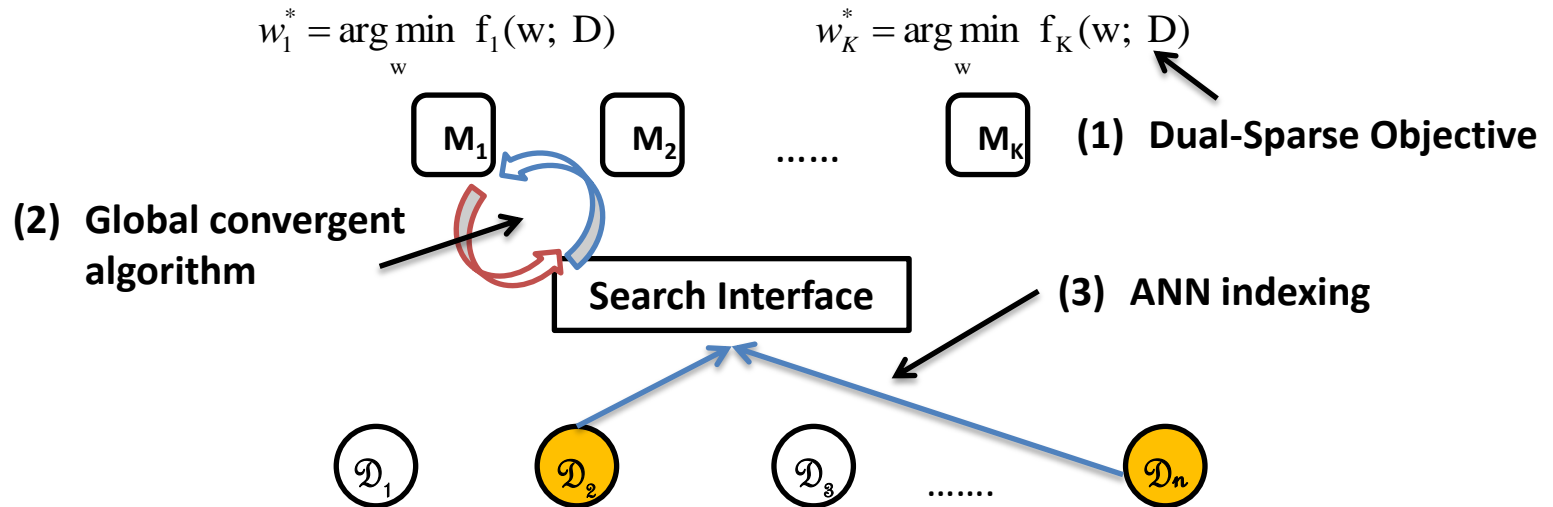 w₁* = arg min f₁(w; D)
w
w_K* = arg min f_K(w; D)
w
M₁
M₂
......
M_K
(1) Dual-Sparse Objective
(2) Global convergent
algorithm
Search Interface
(3) ANN indexing
𝒟₁
𝒟₂
𝒟₃
.......
𝒟ₙ